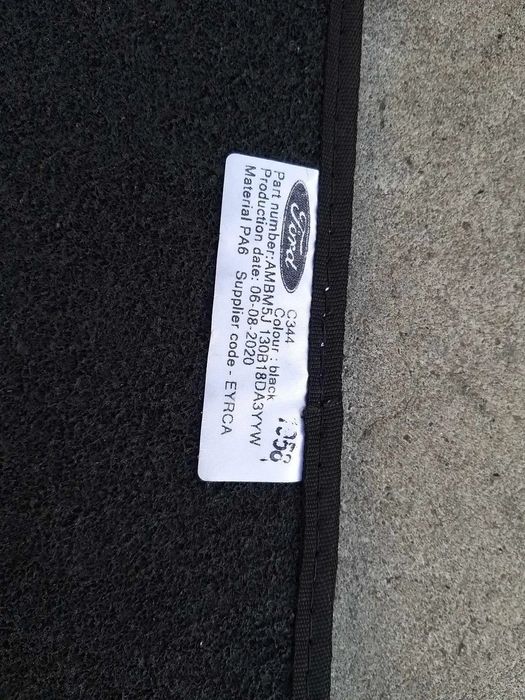 Ford
C344
Colour : black
Part number:AMBM5J 130B18DA3YYW
Production date: 06-08-2020
Material PA6 Supplier code - EYRCA